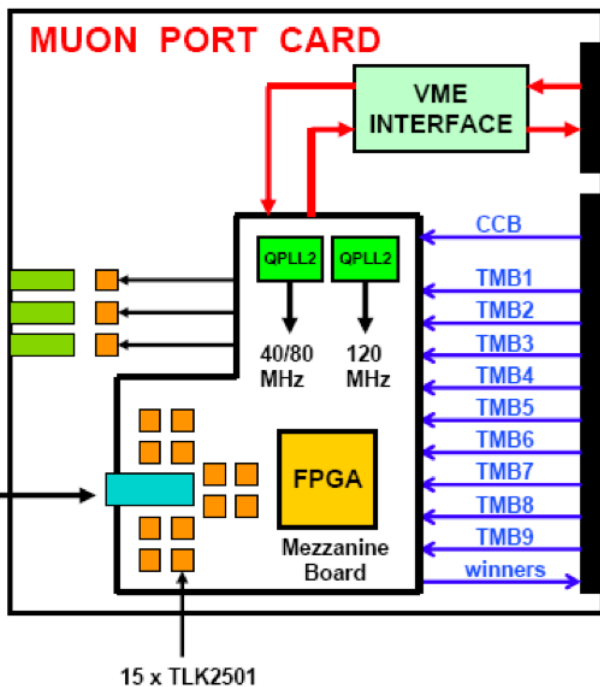 MUON PORT CARD
VME
INTERFACE
CCB
QPLL2 QPLL2
TMB1
TMB2
40/80
MHz
120
MHz
TMB3
TMB4
TMB5
TMB6
FPGA
TMB7
TMB8
Mezzanine
Board
TMB9
winners
15 x TLK2501